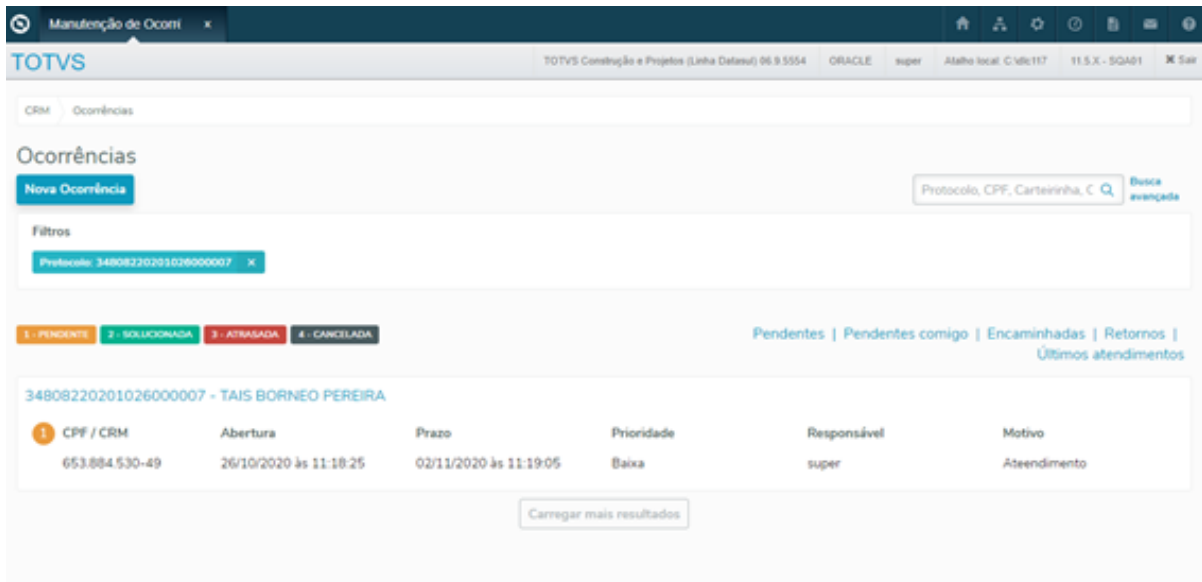 Manutenção de Ocorrí x
TOTVS
TOTVS Construção e Projetos (Linha Datasul) 06.9.5554 ORACLE super Atalho local: C:\dlc117 11.5.X - SQA01 ✖ Sair
CRM Ocorrências
Ocorrências
Nova Ocorrência
Protocolo, CPF, Carteirinha, C
Busca avançada
Filtros
Protocolo: 34808220201026000007 x
1 - PENDENTE 2 - SOLUCIONADA 3 - ATRASADA 4 - CANCELADA
Pendentes | Pendentes comigo | Encaminhadas | Retornos |
Últimos atendimentos
34808220201026000007 - TAIS BORNEO PEREIRA
1 CPF / CRM Abertura Prazo Prioridade Responsável Motivo
653.884.530-49 26/10/2020 às 11:18:25 02/11/2020 às 11:19:05 Baixa super Ateendimento
Carregar mais resultados